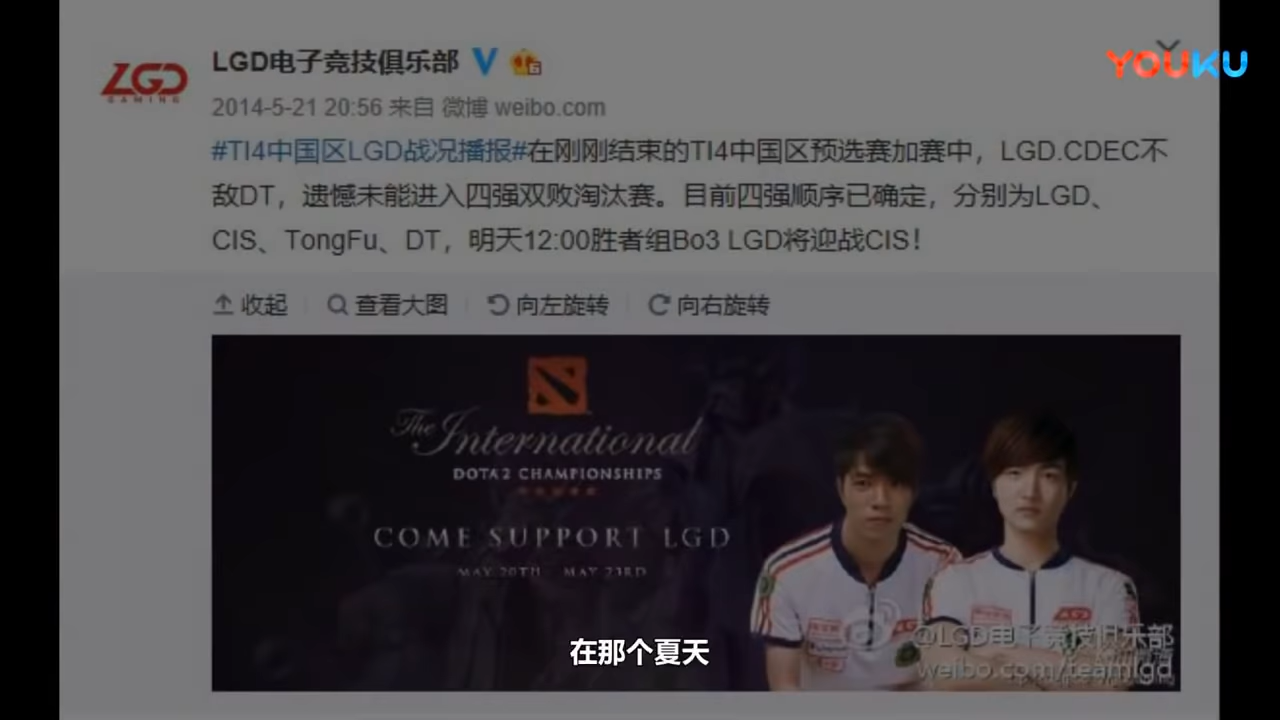 LGD电子竞技俱乐部
YOUKU
LGD
GAMING
2014-5-21 20:56 来自 微博 weibo.com
#TI4中国区LGD战况播报#在刚刚结束的TI4中国区预选赛加赛中，LGD.CDEC不
敌DT，遗憾未能进入四强双败淘汰赛。目前四强顺序已确定，分别为LGD、
CIS、TongFu、DT，明天12:00胜者组Bo3 LGD将迎战CIS！
收起 查看大图 向左旋转 向右旋转
The International
DOTA2 CHAMPIONSHIPS
COME SUPPORT LGD
MAY 20TH - MAY 23RD
LGD
@LGD电子竞技俱乐部
weibo.com/teamlgd
在那个夏天